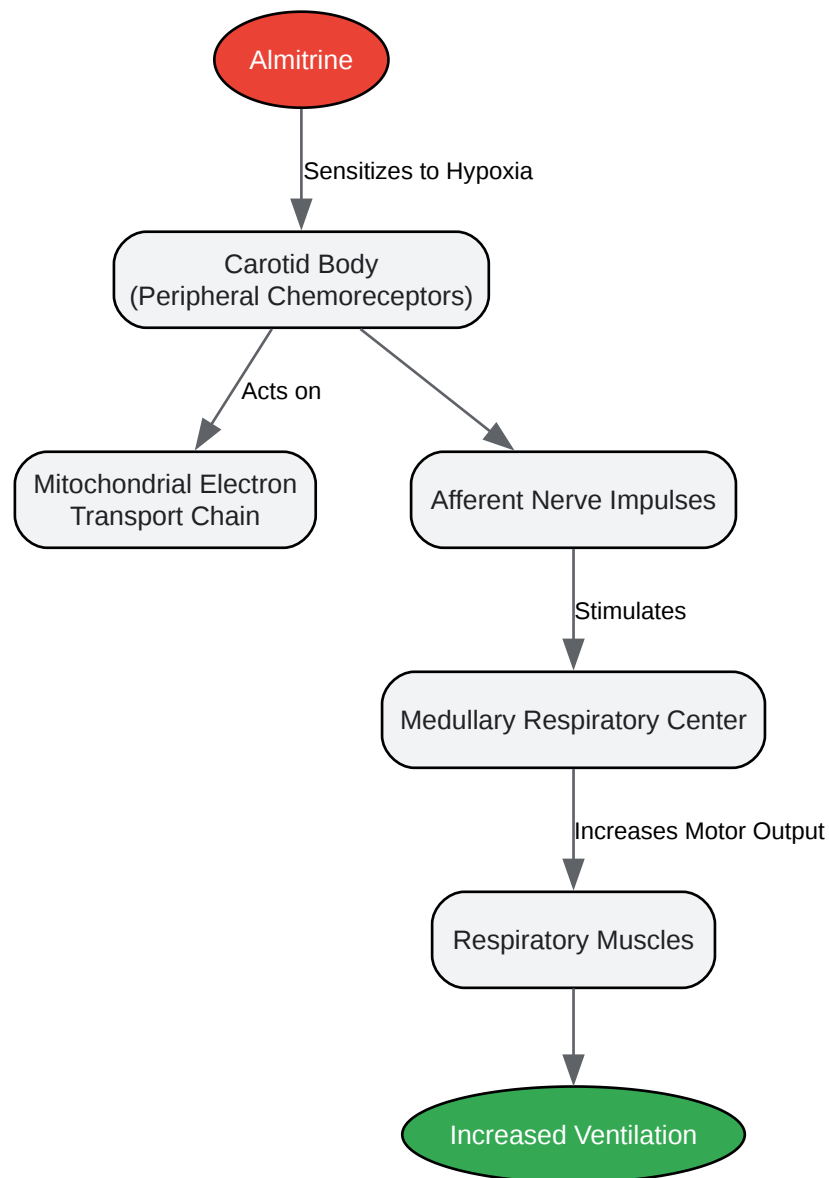 Almitrine
Sensitizes to Hypoxia
Carotid Body
(Peripheral Chemoreceptors)
Acts on
Mitochondrial Electron
Transport Chain
Afferent Nerve Impulses
Stimulates
Medullary Respiratory Center
Increases Motor Output
Respiratory Muscles
Increased Ventilation